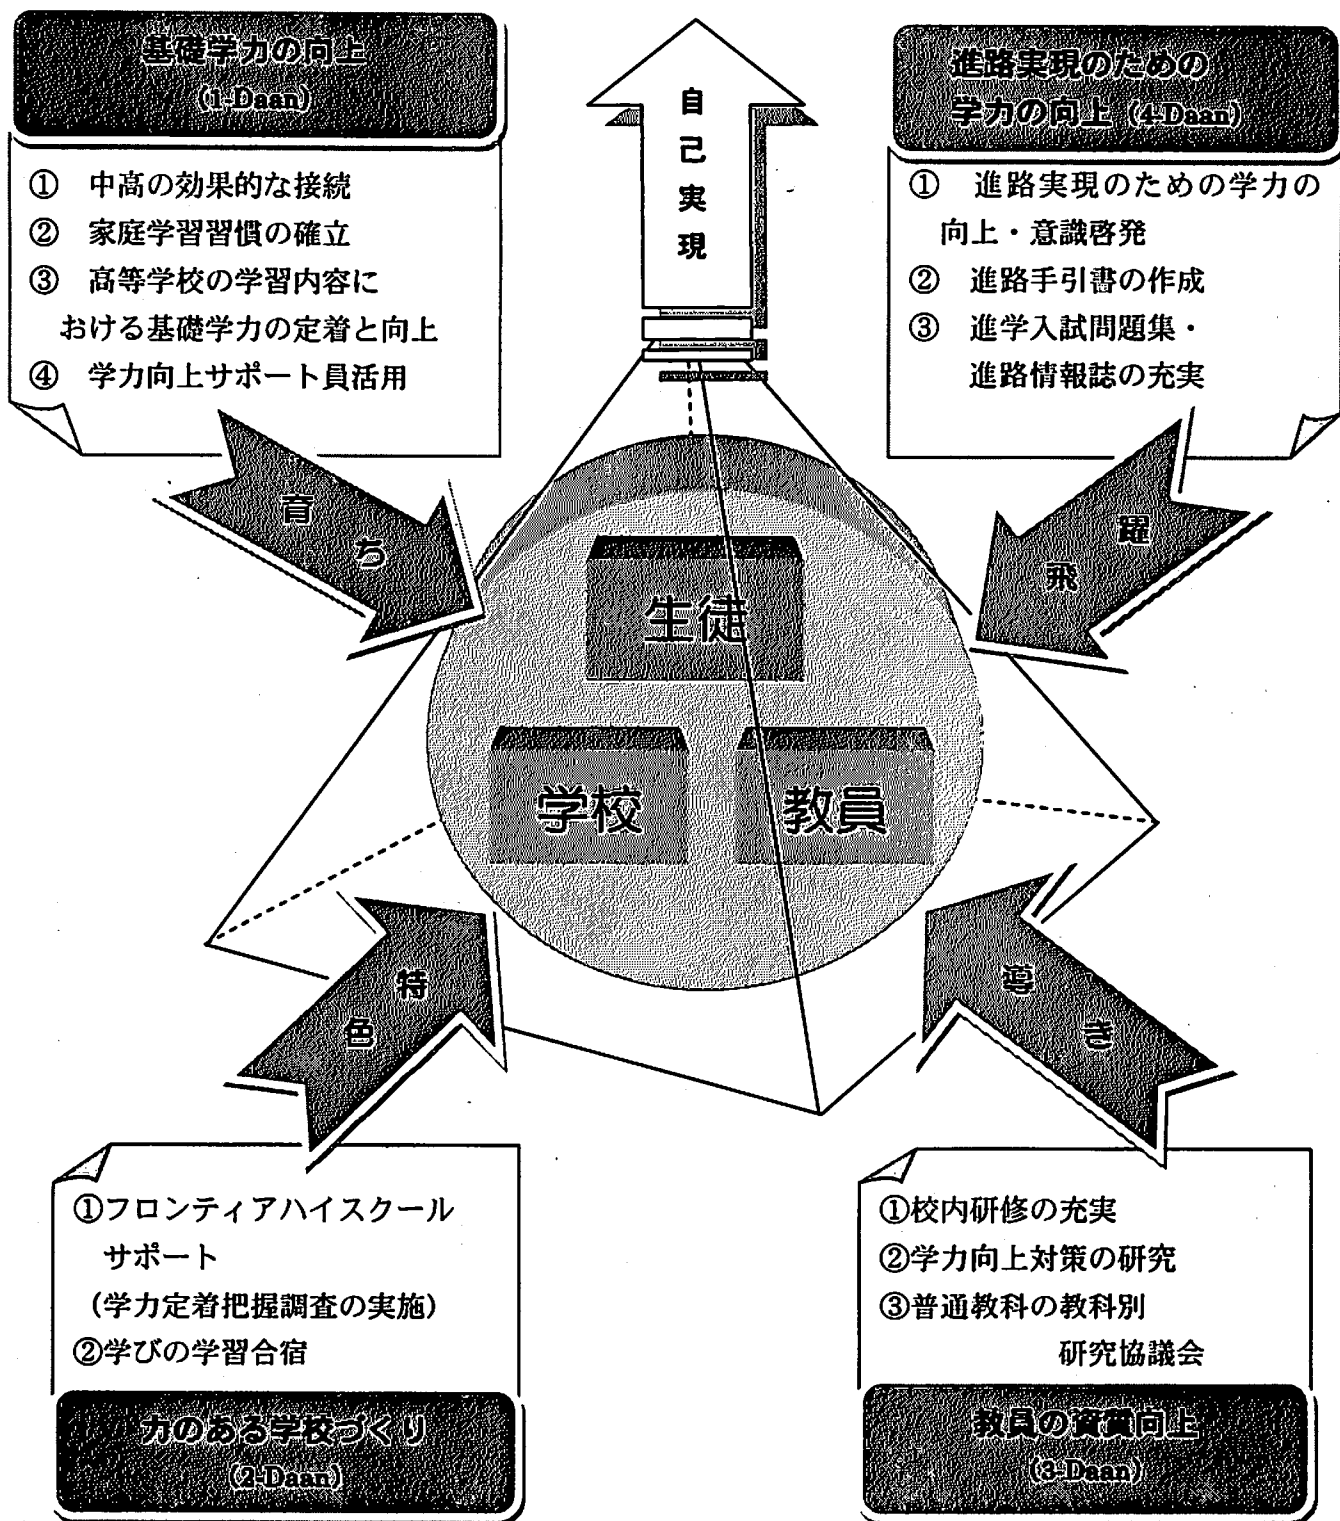 基礎学力の向上
(1-Daan)
① 中高の効果的な接続
② 家庭学習習慣の確立
③ 高等学校の学習内容に
おける基礎学力の定着と向上
④ 学力向上サポート員活用
自己実現
進路実現のための
学力の向上 (4-Daan)
① 進路実現のための学力の
向上・意識啓発
② 進路手引書の作成
③ 進学入試問題集・
進路情報誌の充実
育ち
飛躍
生徒
学校
教員
特色
導き
①フロンティアハイスクール
サポート
(学力定着把握調査の実施)
②学びの学習合宿
力のある学校づくり
(2-Daan)
①校内研修の充実
②学力向上対策の研究
③普通教科の教科別
研究協議会
教員の資質向上
(3-Daan)